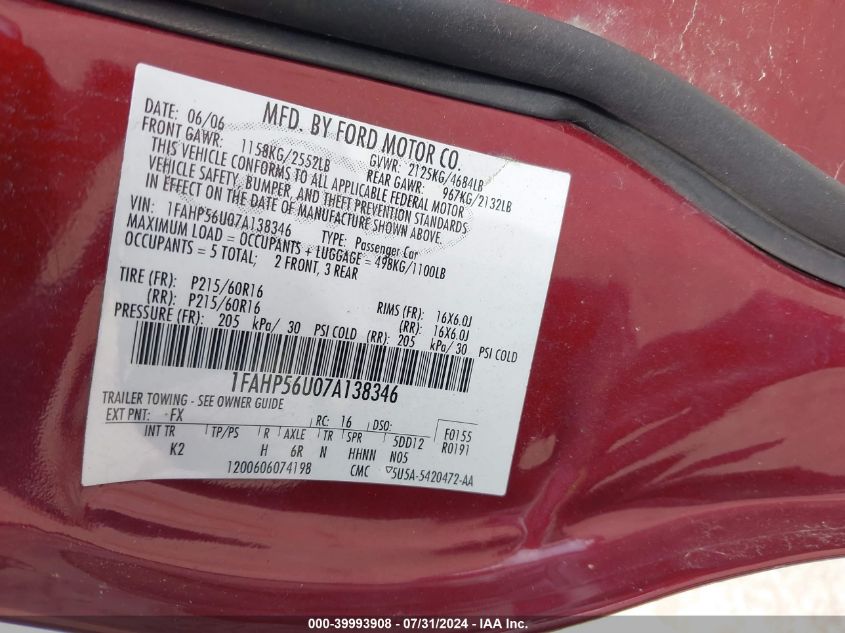 MFD. BY FORD MOTOR CO.
DATE: 06/06 GVWR: 2125KG/4684LB
FRONT GAWR: 1158KG/2552LB REAR GAWR: 967KG/2132LB
THIS VEHICLE CONFORMS TO ALL APPLICABLE FEDERAL MOTOR
VEHICLE SAFETY, BUMPER, AND THEFT PREVENTION STANDARDS
IN EFFECT ON THE DATE OF MANUFACTURE SHOWN ABOVE.
VIN: 1FAHP56U07A138346 TYPE: Passenger Car
MAXIMUM LOAD = OCCUPANTS + LUGGAGE = 498KG/1100LB
OCCUPANTS = 5 TOTAL; 2 FRONT, 3 REAR
TIRE (FR): P215/60R16 RIMS (FR): 16X6.0J
(RR): P215/60R16 (RR): 16X6.0J
PRESSURE (FR): 205 kPa/ 30 PSI COLD (RR): 205 kPa/ 30 PSI COLD
1FAHP56U07A138346
TRAILER TOWING - SEE OWNER GUIDE
EXT PNT: FX RC: 16 DSO: F0155
INT TR TP/PS R AXLE TR SPR 5DD12 R0191
K2 H 6R N HHNN N05
1200606074198 CMC 5U5A-5420472-AA
000-39993908 - 07/31/2024 - IAA Inc.